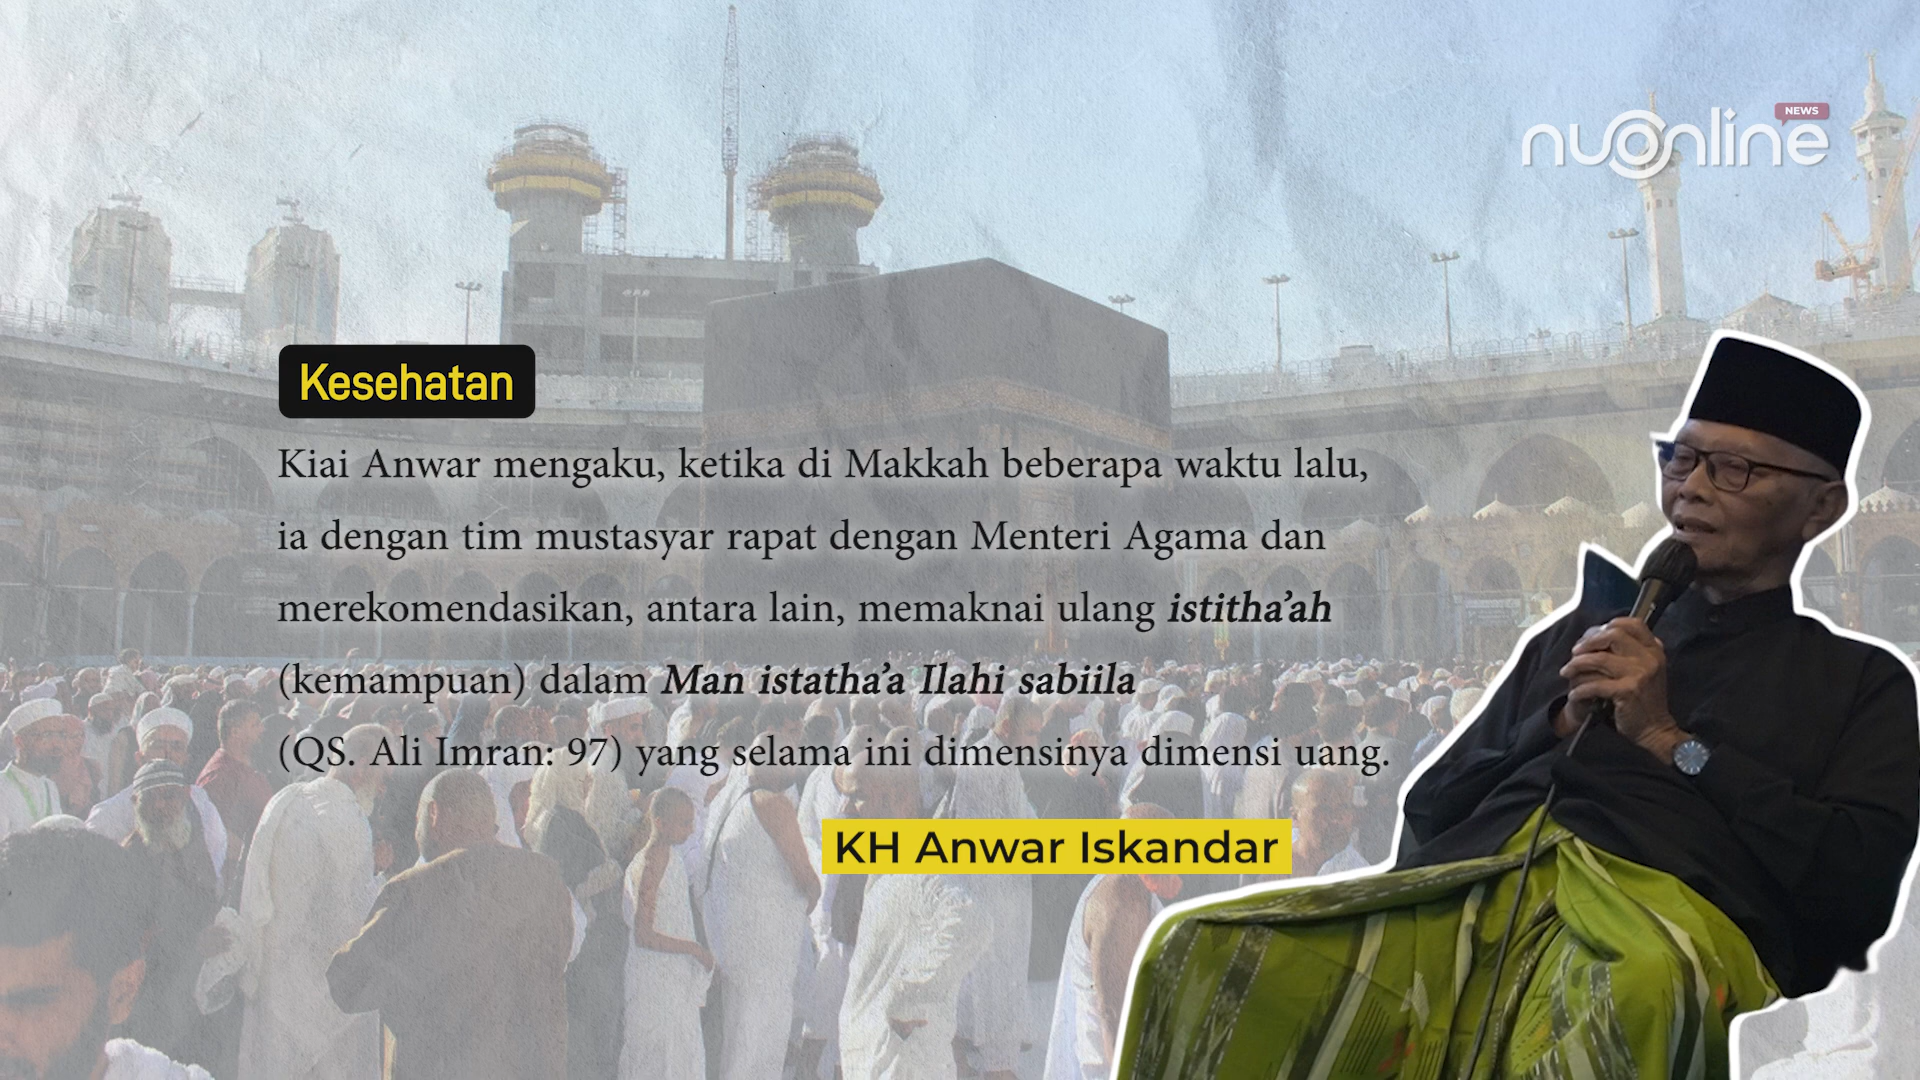 nuonline
NEWS
Kesehatan
Kiai Anwar mengaku, ketika di Makkah beberapa waktu lalu,
ia dengan tim mustasyar rapat dengan Menteri Agama dan
merekomendasikan, antara lain, memaknai ulang istitha’ah
(kemampuan) dalam Man istatha’a Ilahi sabiila
(QS. Ali Imran: 97) yang selama ini dimensinya dimensi uang.
KH Anwar Iskandar